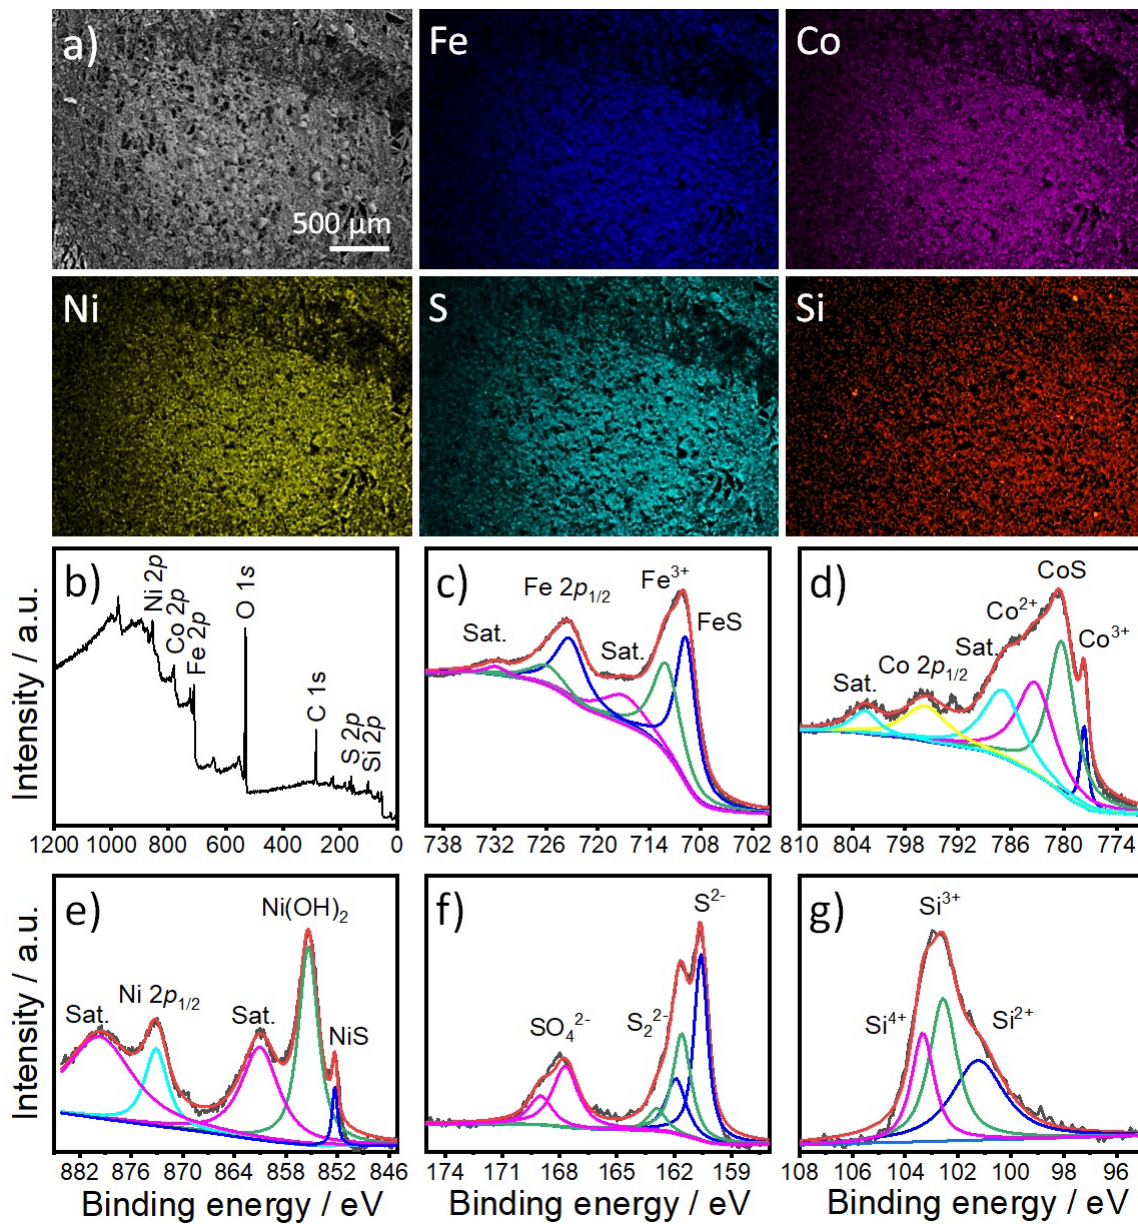 a)
Fe
Co
500 μm
Ni
S
Si
b)
Ni 2p
Co 2p
Fe 2p
O 1s
C 1s
S 2p
Si 2p
Intensity / a.u.
1200 1000 800 600 400 200 0
c)
Fe 2p1/2
Fe3+
FeS
Sat.
Sat.
738 732 726 720 714 708 702
d)
CoS
Co2+
Co3+
Sat.
Co 2p1/2
Sat.
810 804 798 792 786 780 774
e)
Ni(OH)2
Ni 2p1/2
Sat.
Sat.
NiS
Intensity / a.u.
882 876 870 864 858 852 846
Binding energy / eV
f)
S2-
SO42-
S22-
174 171 168 165 162 159
Binding energy / eV
g)
Si3+
Si4+
Si2+
108 106 104 102 100 98 96
Binding energy / eV